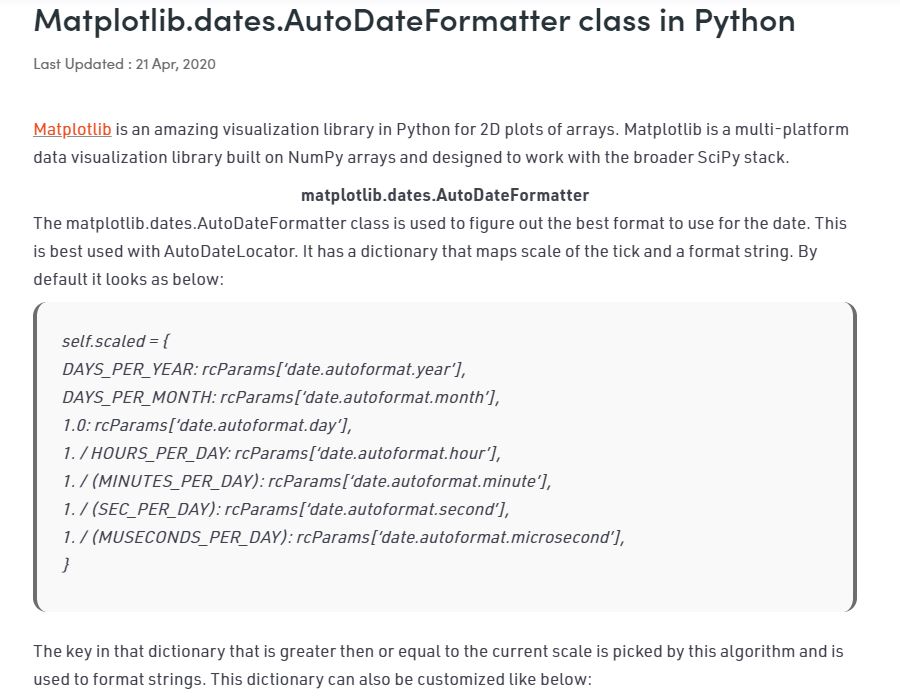 Matplotlib.dates.AutoDateFormatter class in Python
Last Updated : 21 Apr, 2020
Matplotlib is an amazing visualization library in Python for 2D plots of arrays. Matplotlib is a multi-platform
data visualization library built on NumPy arrays and designed to work with the broader SciPy stack.
matplotlib.dates.AutoDateFormatter
The matplotlib.dates.AutoDateFormatter class is used to figure out the best format to use for the date. This
is best used with AutoDateLocator. It has a dictionary that maps scale of the tick and a format string. By
default it looks as below:
self.scaled = {
DAYS_PER_YEAR: rcParams[‘date.autoformat.year’],
DAYS_PER_MONTH: rcParams[‘date.autoformat.month’],
1.0: rcParams[‘date.autoformat.day’],
1. / HOURS_PER_DAY: rcParams[‘date.autoformat.hour’],
1. / (MINUTES_PER_DAY): rcParams[‘date.autoformat.minute’],
1. / (SEC_PER_DAY): rcParams[‘date.autoformat.second’],
1. / (MUSECONDS_PER_DAY): rcParams[‘date.autoformat.microsecond’],
}
The key in that dictionary that is greater then or equal to the current scale is picked by this algorithm and is
used to format strings. This dictionary can also be customized like below: